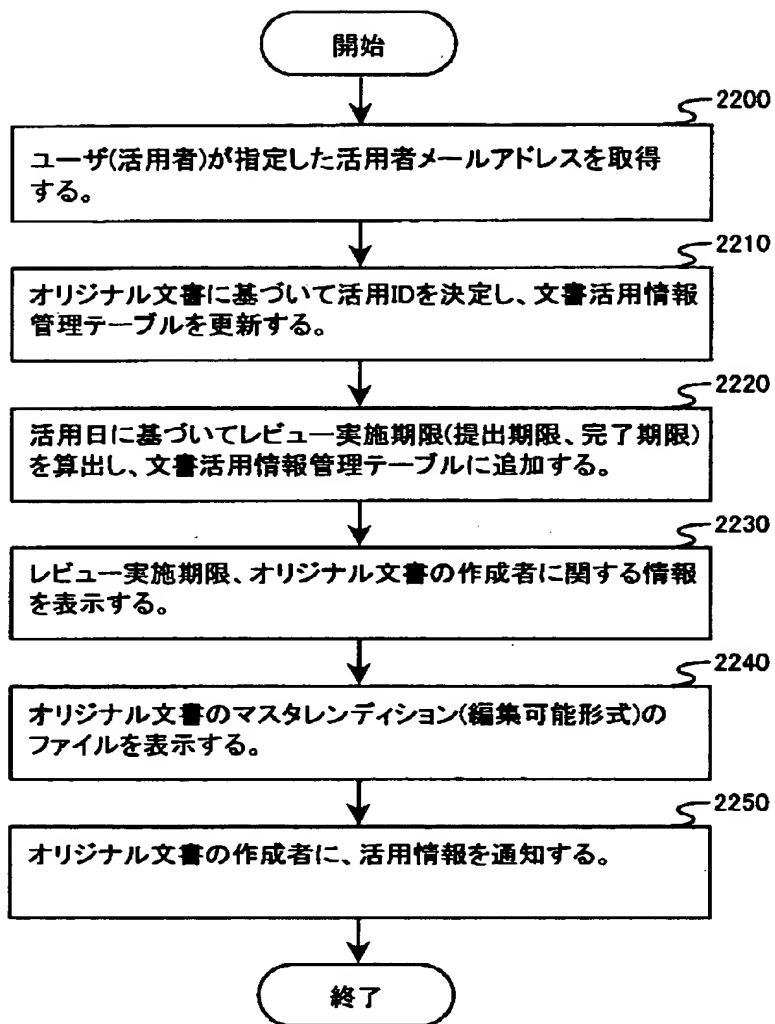 開始
2200
ユーザ(活用者)が指定した活用者メールアドレスを取得
する。
2210
オリジナル文書に基づいて活用IDを決定し、文書活用情報
管理テーブルを更新する。
2220
活用日に基づいてレビュー実施期限(提出期限、完了期限)
を算出し、文書活用情報管理テーブルに追加する。
2230
レビュー実施期限、オリジナル文書の作成者に関する情報
を表示する。
2240
オリジナル文書のマスタレンディション(編集可能形式)の
ファイルを表示する。
2250
オリジナル文書の作成者に、活用情報を通知する。
終了